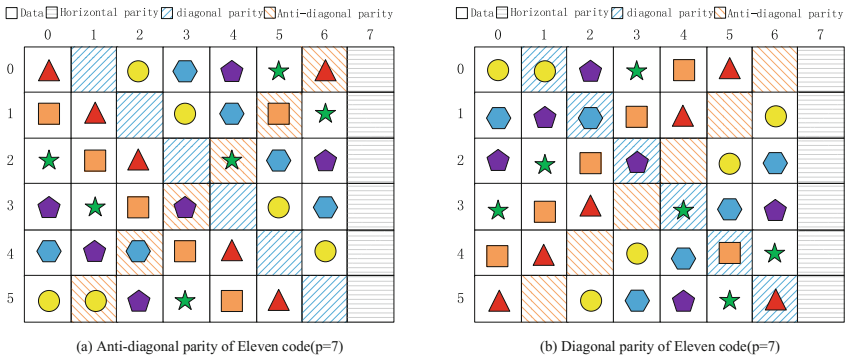 Data Horizontal parity diagonal parity Anti-diagonal parity
0 1 2 3 4 5 6 7
0
1
2
3
4
5
(a) Anti-diagonal parity of Eleven code(p=7)
Data Horizontal parity diagonal parity Anti-diagonal parity
0 1 2 3 4 5 6 7
0
1
2
3
4
5
(b) Diagonal parity of Eleven code(p=7)